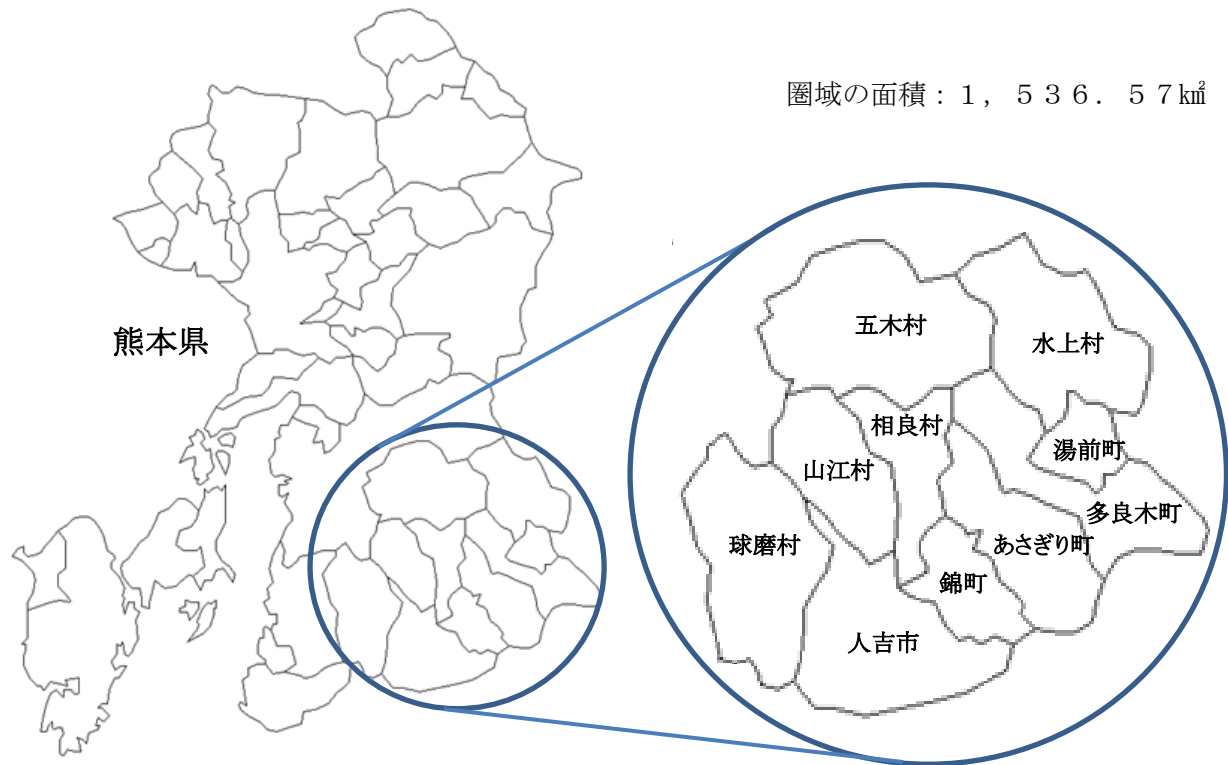 圏域の面積：１，５３６．５７㎢
熊本県
五木村
水上村
相良村
湯前町
山江村
多良木町
球磨村
あさぎり町
錦町
人吉市